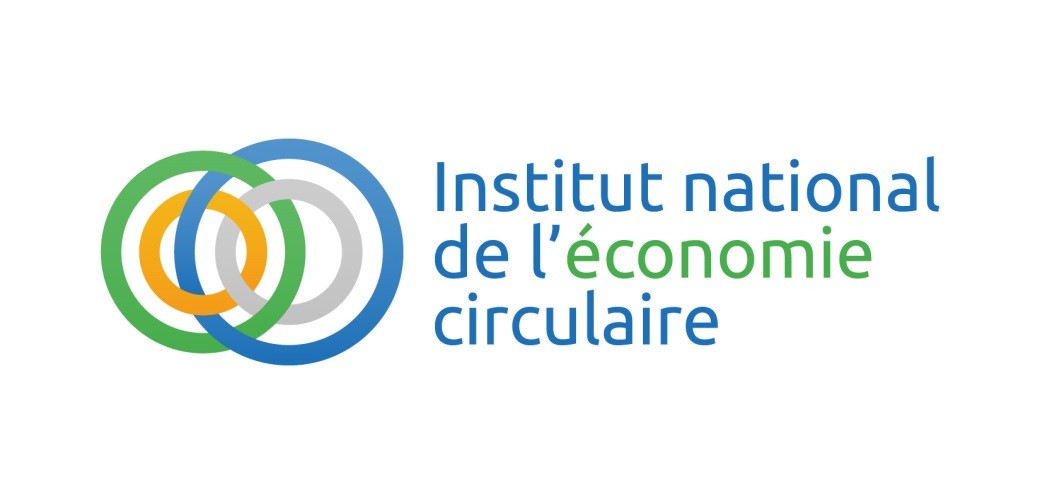 Institut national
de l’économie
circulaire